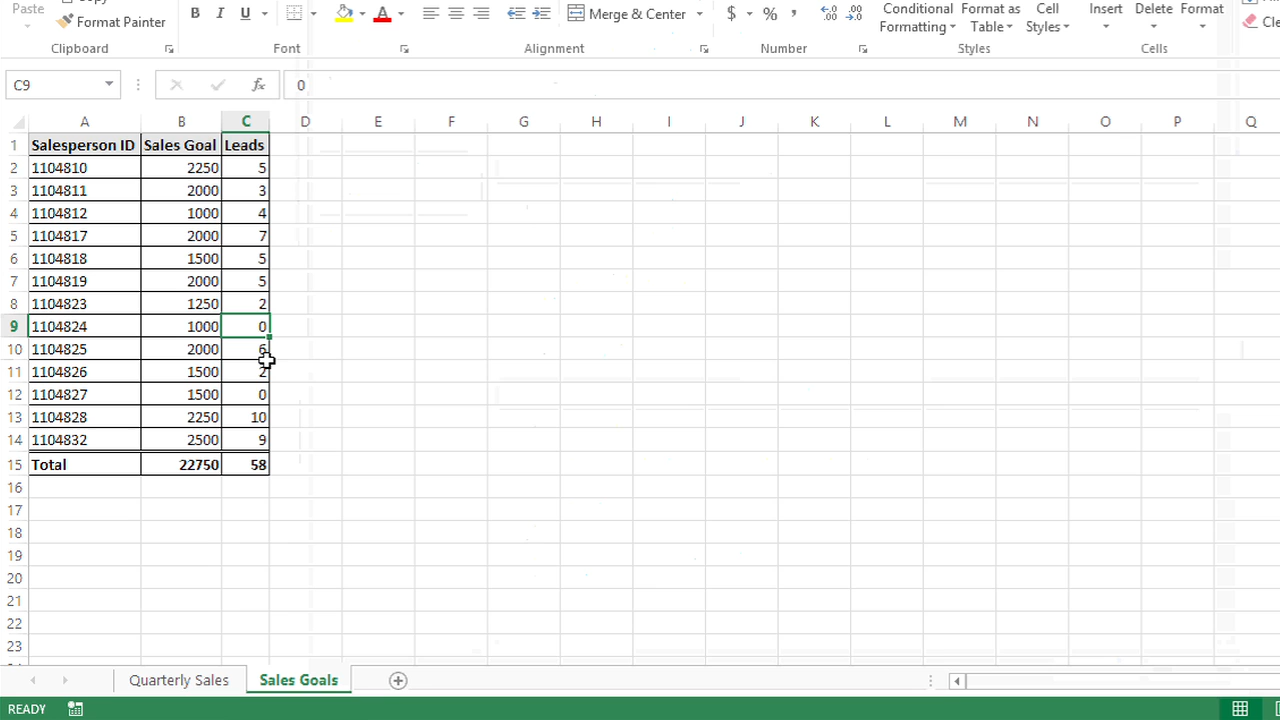 Paste
Format Painter
B I U
Merge & Center
$ % ,
Conditional Formatting
Format as Table
Cell Styles
Insert Delete Format
Clipboard Font Alignment Number Styles Cells
C9 fx 0
A B C D E F G H I J K L M N O P Q
1 Salesperson ID Sales Goal Leads
2 1104810 2250 5
3 1104811 2000 3
4 1104812 1000 4
5 1104817 2000 7
6 1104818 1500 5
7 1104819 2000 5
8 1104823 1250 2
9 1104824 1000 0
10 1104825 2000 6
11 1104826 1500 2
12 1104827 1500 0
13 1104828 2250 10
14 1104832 2500 9
15 Total 22750 58
16
17
18
19
20
21
22
23
Quarterly Sales Sales Goals
READY